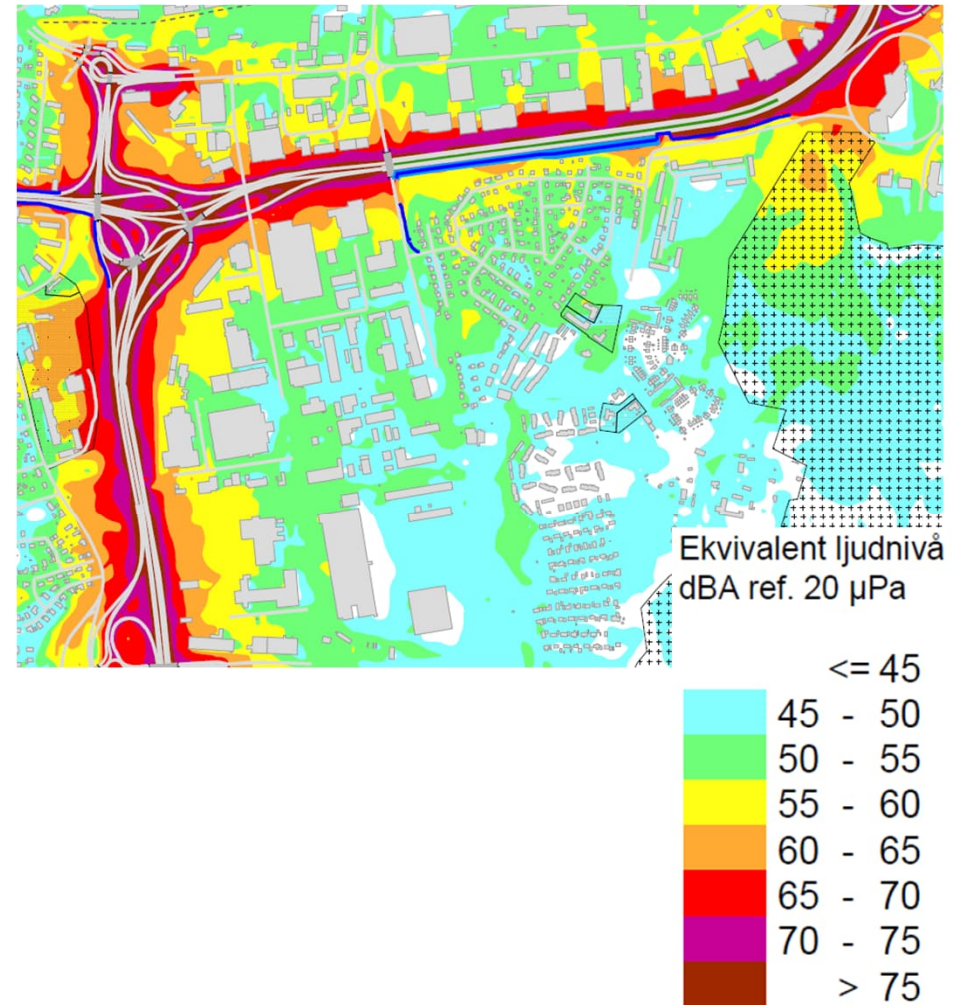 Ekvivalent ljudnivå
dBA ref. 20 µPa
<= 45
45 - 50
50 - 55
55 - 60
60 - 65
65 - 70
70 - 75
> 75